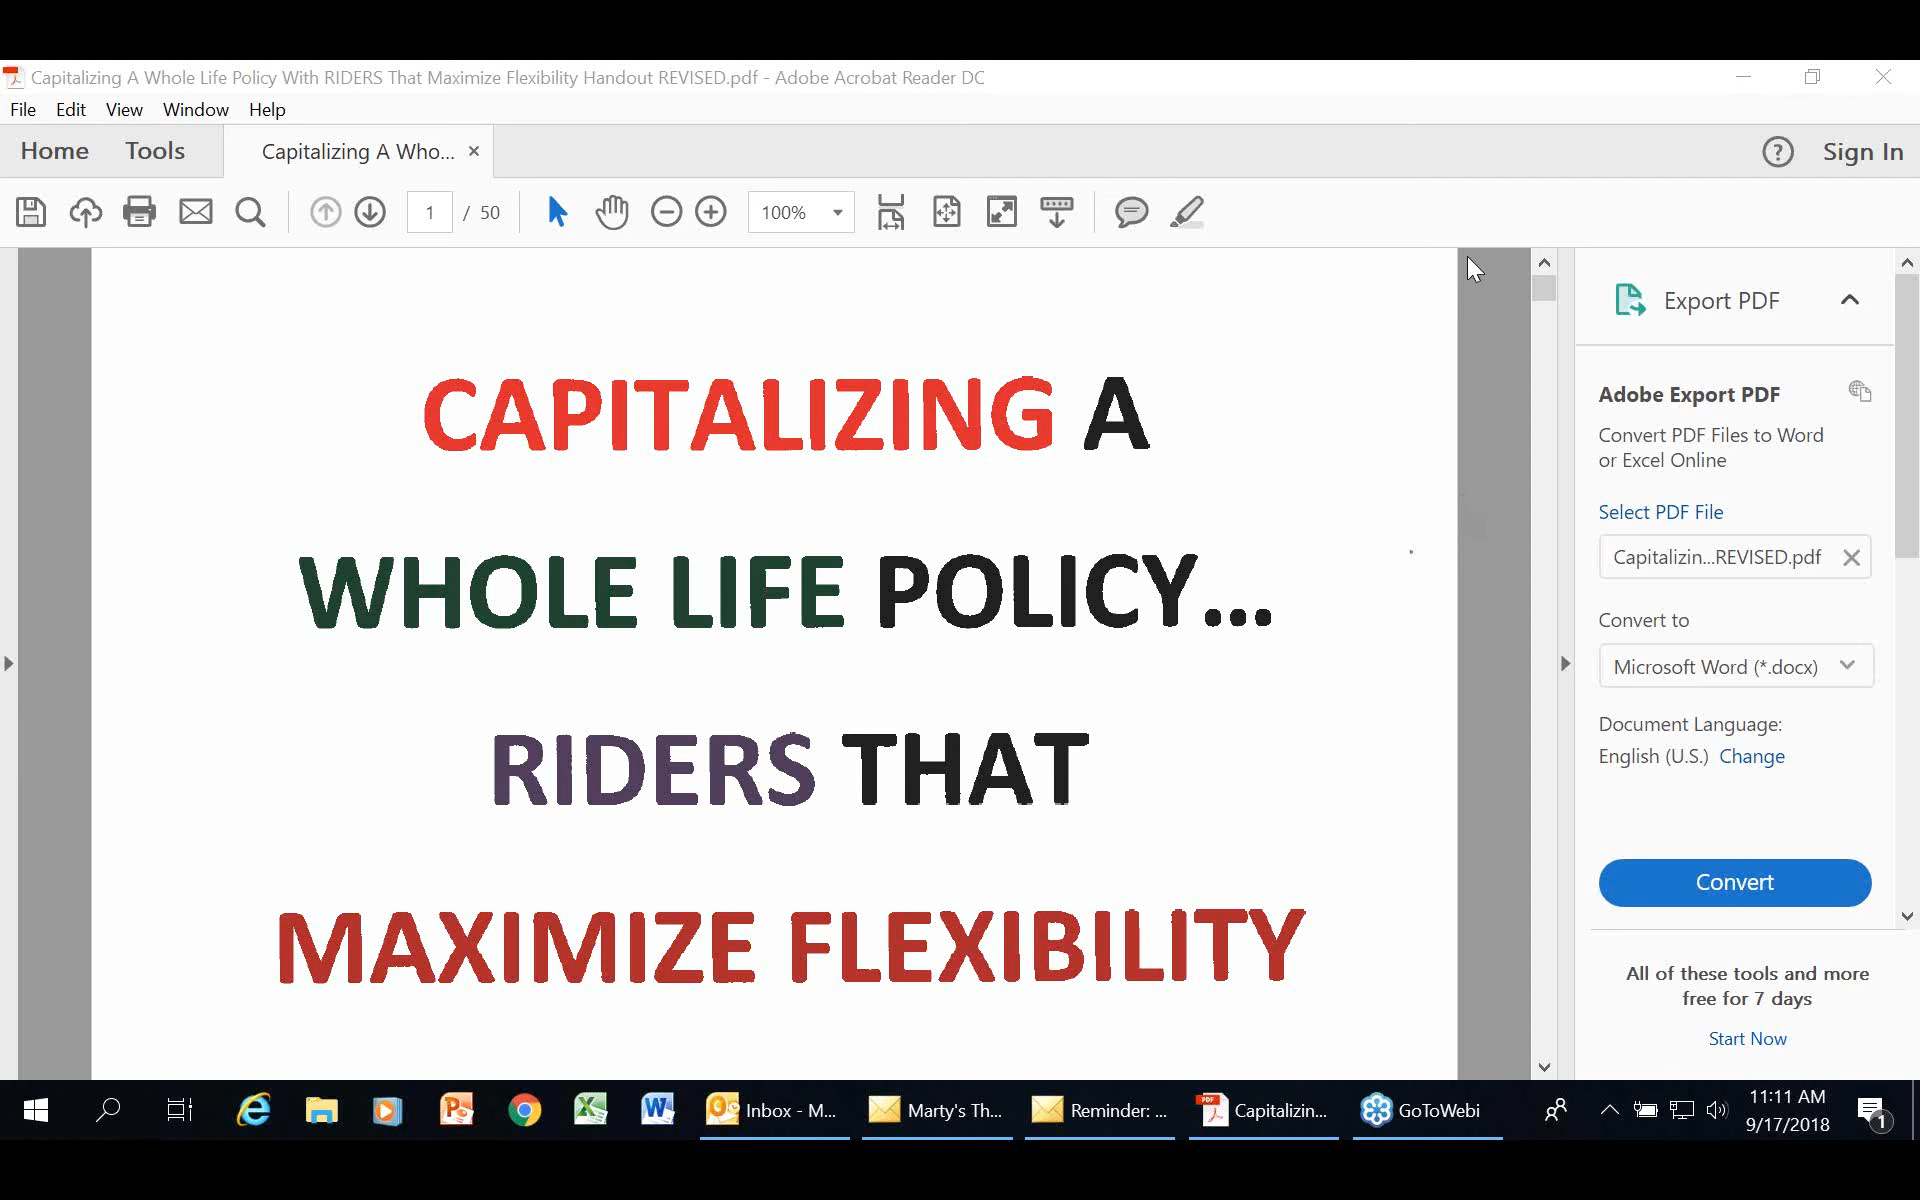 Capitalizing A Whole Life Policy With RIDERS That Maximize Flexibility Handout REVISED.pdf - Adobe Acrobat Reader DC
File Edit View Window Help
Home Tools Capitalizing A Who... × ? Sign In
1 / 50 100%
CAPITALIZING A
WHOLE LIFE POLICY...
RIDERS THAT
MAXIMIZE FLEXIBILITY
Export PDF
Adobe Export PDF
Convert PDF Files to Word
or Excel Online
Select PDF File
Capitalizin...REVISED.pdf
Convert to
Microsoft Word (*.docx)
Document Language:
English (U.S.) Change
Convert
All of these tools and more
free for 7 days
Start Now
Inbox - M... Marty's Th... Reminder: ... Capitalizin... GoToWebi
11:11 AM
9/17/2018
1